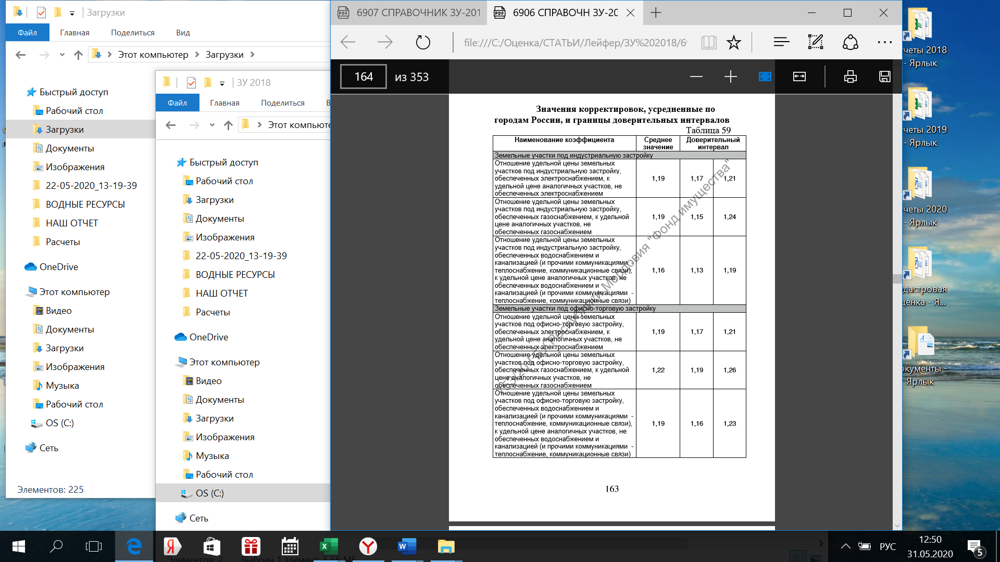 Загрузки
Файл Главная Поделиться Вид
Этот компьютер Загрузки
Быстрый доступ
Рабочий стол
Загрузки
Документы
Изображения
22-05-2020_13-19-39
ВОДНЫЕ РЕСУРСЫ
НАШ ОТЧЕТ
Расчеты
OneDrive
Этот компьютер
Видео
Документы
Загрузки
Изображения
Музыка
Рабочий стол
OS (C:)
Сеть
Элементов: 225
ЗУ 2018
Файл Главная Поделиться В
Этот компьюте
Быстрый доступ
Рабочий стол
Загрузки
Документы
Изображения
22-05-2020_13-19-39
ВОДНЫЕ РЕСУРСЫ
НАШ ОТЧЕТ
Расчеты
OneDrive
Этот компьютер
Видео
Документы
Загрузки
Изображения
Музыка
Рабочий стол
OS (C:)
Сеть
6907 СПРАВОЧНИК ЗУ-201
6906 СПРАВОЧН ЗУ-20
file:///C:/Оценка/СТАТЬИ/Лейфер/ЗУ%202018/69
164 из 353
Значения корректировок, усредненные по
городам России, и границы доверительных интервалов
Таблица 59
Наименование коэффициента Среднее значение Доверительный интервал
Земельные участки под индустриальную застройку
Отношение удельной цены земельных
участков под индустриальную застройку,
обеспеченных электроснабжением, к
удельной цене аналогичных участков, не
обеспеченных электроснабжением
1,19 1,17 1,21
Отношение удельной цены земельных
участков под индустриальную застройку,
обеспеченных газоснабжением, к удельной
цене аналогичных участков, не
обеспеченных газоснабжением
1,19 1,15 1,24
Отношение удельной цены земельных
участков под индустриальную застройку,
обеспеченных водоснабжением и
канализацией (и прочими коммуникациями -
теплоснабжение, коммуникационные связи),
к удельной цене аналогичных участков, не
обеспеченных водоснабжением и
канализацией (и прочими коммуникациями -
теплоснабжение, коммуникационные связи)
1,16 1,13 1,19
Земельные участки под офисно-торговую застройку
Отношение удельной цены земельных
участков под офисно-торговую застройку,
обеспеченных электроснабжением, к
удельной цене аналогичных участков, не
обеспеченных электроснабжением
1,19 1,17 1,21
Отношение удельной цены земельных
участков под офисно-торговую застройку,
обеспеченных газоснабжением, к удельной
цене аналогичных участков, не
обеспеченных газоснабжением
1,22 1,19 1,26
Отношение удельной цены земельных
участков под офисно-торговую застройку,
обеспеченных водоснабжением и
канализацией (и прочими коммуникациями -
теплоснабжение, коммуникационные связи),
к удельной цене аналогичных участков, не
обеспеченных водоснабжением и
канализацией (и прочими коммуникациями -
теплоснабжение, коммуникационные связи)
1,19 1,16 1,23
ГБУ Республики Мордовия "Фонд имущества"
163
четы 2018
- Ярлык
четы 2019
- Ярлык
четы 2020
- Ярлык
дастровая
ценка - Я...
кументы -
Ярлык
Элементов: 2 Выбран 1 элемент: 5,66 МБ
РУС
12:50
31.05.2020
5